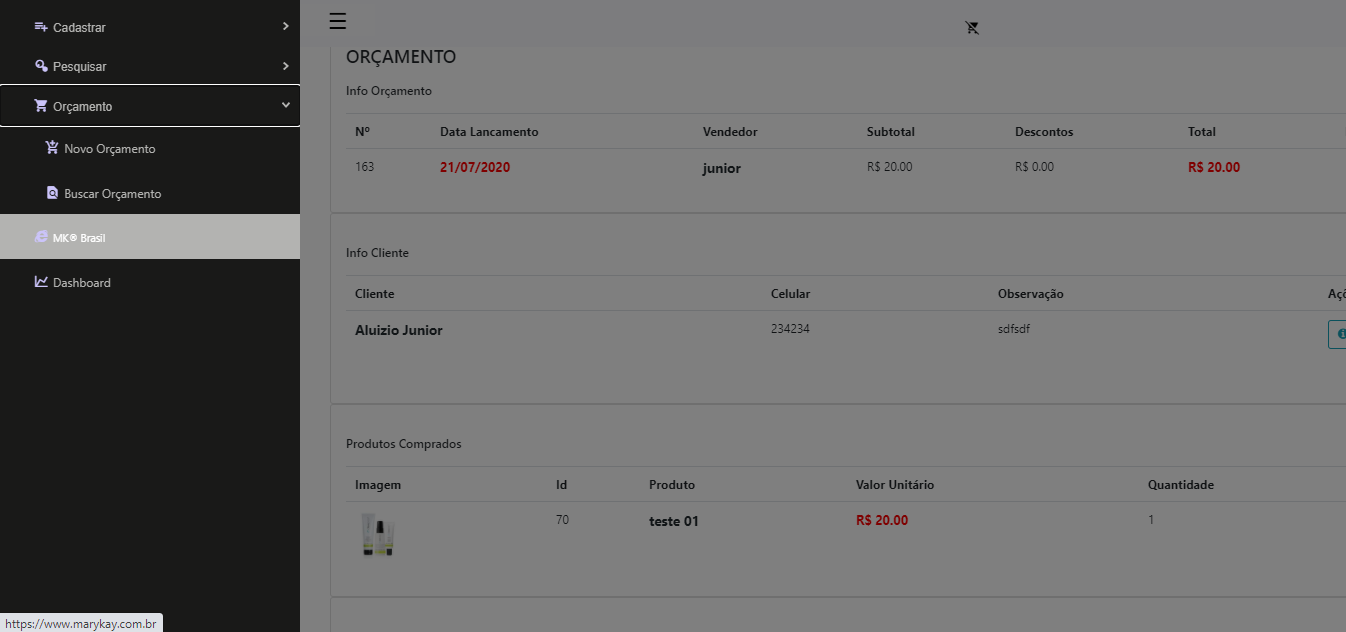 Cadastrar
Pesquisar
Orçamento
Novo Orçamento
Buscar Orçamento
MK® Brasil
Dashboard
https://www.marykay.com.br
ORÇAMENTO
Info Orçamento
Nº Data Lancamento Vendedor Subtotal Descontos Total
163 21/07/2020 junior R$ 20.00 R$ 0.00 R$ 20.00
Info Cliente
Cliente Celular Observação Açõ
Aluizio Junior 234234 sdfsdf
Produtos Comprados
Imagem Id Produto Valor Unitário Quantidade
70 teste 01 R$ 20.00 1